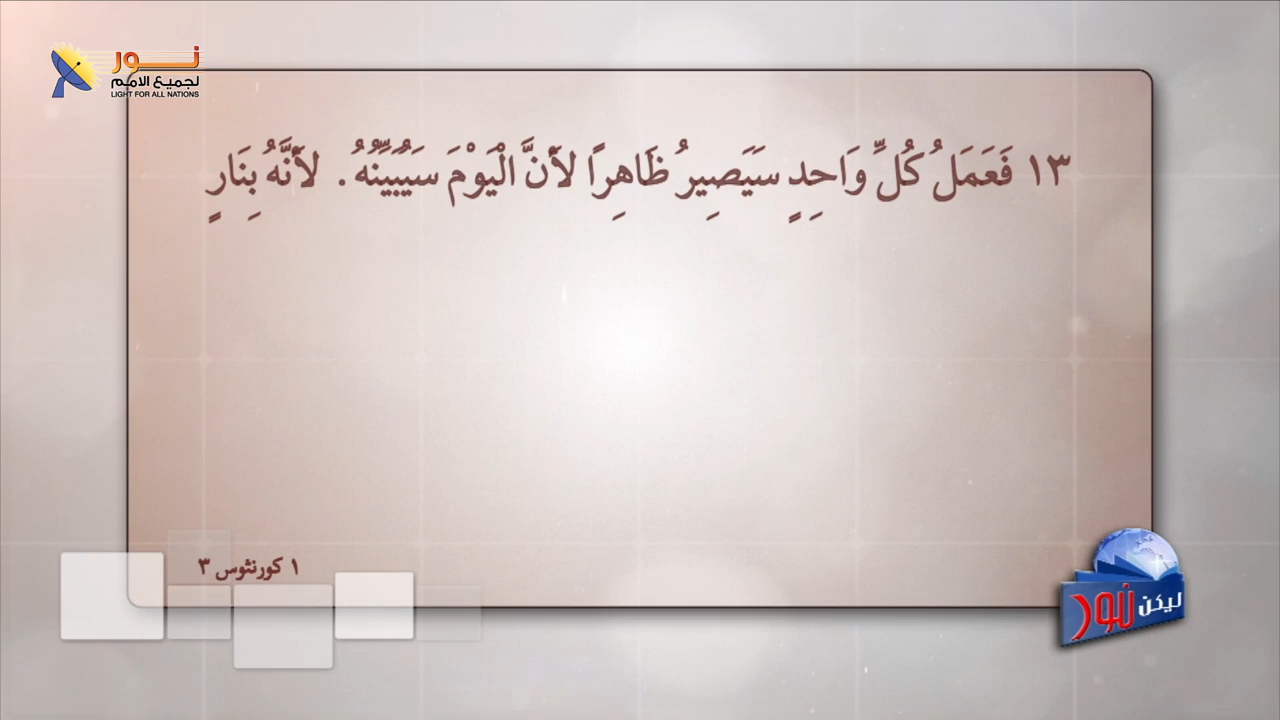 نور
لجميع الامم
LIGHT FOR ALL NATIONS
١٣ فَعَمَلُ كُلِّ وَاحِدٍ سَيَصِيرُ ظَاهِرًا لأَنَّ الْيَوْمَ سَيُبَيِّنُهُ. لأَنَّهُ بِنَارٍ
١ كورنثوس ٣
ليكن نور